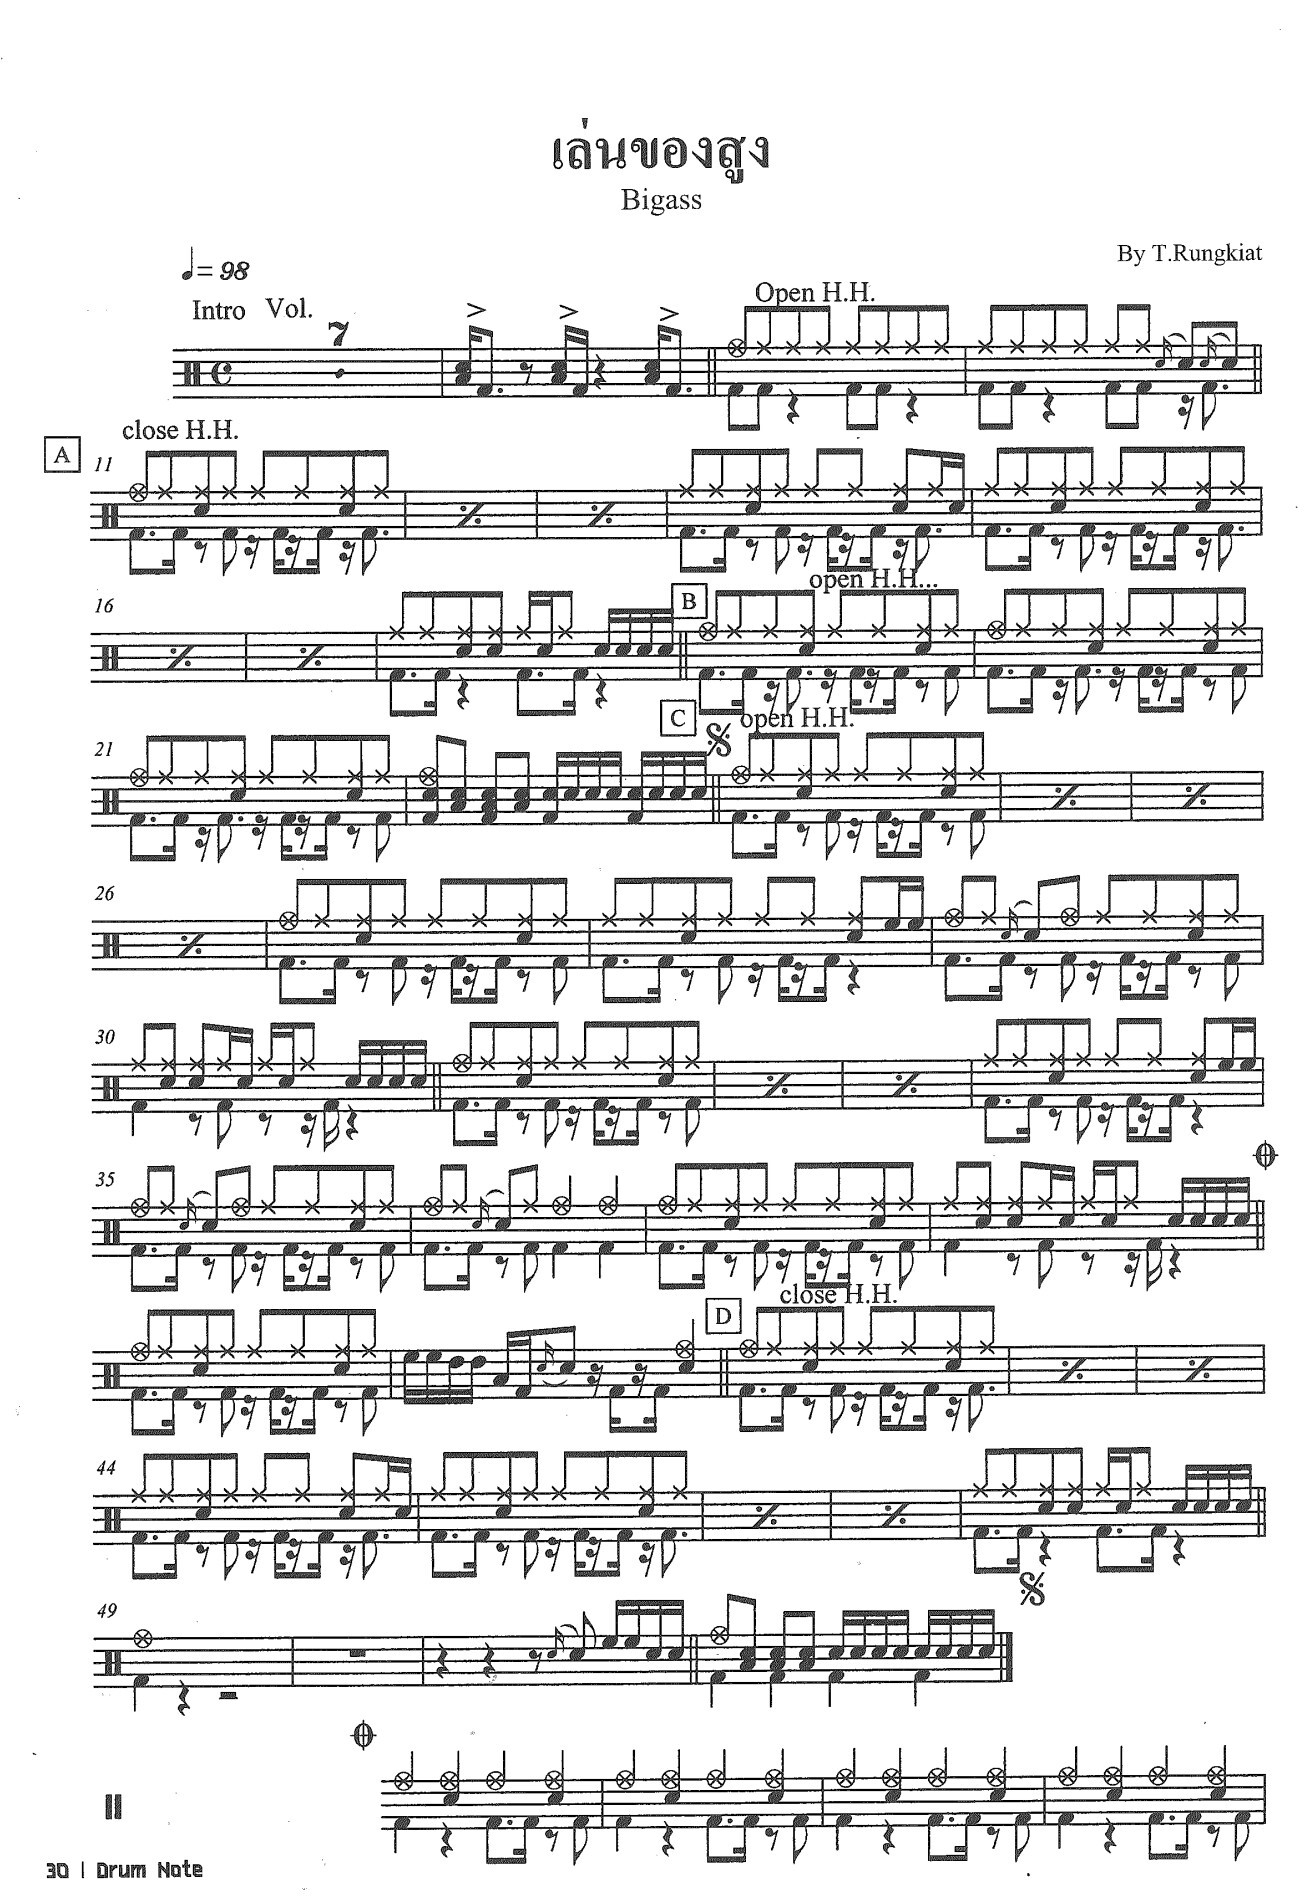 เล่นของสูง
Bigass
By T.Rungkiat
= 98
Intro Vol.
7
Open H.H.
close H.H.
A
11
open H.H...
16
B
C
open H.H.
21
26
30
35
D
close H.H.
44
49
30 | Drum Note